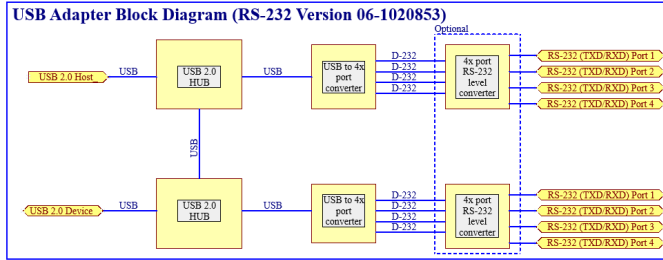 USB Adapter Block Diagram (RS-232 Version 06-1020853)
Optional
USB 2.0 Host
USB
USB 2.0
HUB
USB
USB to 4x
port
converter
D-232
D-232
D-232
D-232
4x port
RS-232
level
converter
RS-232 (TXD/RXD) Port 1
RS-232 (TXD/RXD) Port 2
RS-232 (TXD/RXD) Port 3
RS-232 (TXD/RXD) Port 4
USB
USB 2.0 Device
USB
USB 2.0
HUB
USB
USB to 4x
port
converter
D-232
D-232
D-232
D-232
4x port
RS-232
level
converter
RS-232 (TXD/RXD) Port 1
RS-232 (TXD/RXD) Port 2
RS-232 (TXD/RXD) Port 3
RS-232 (TXD/RXD) Port 4